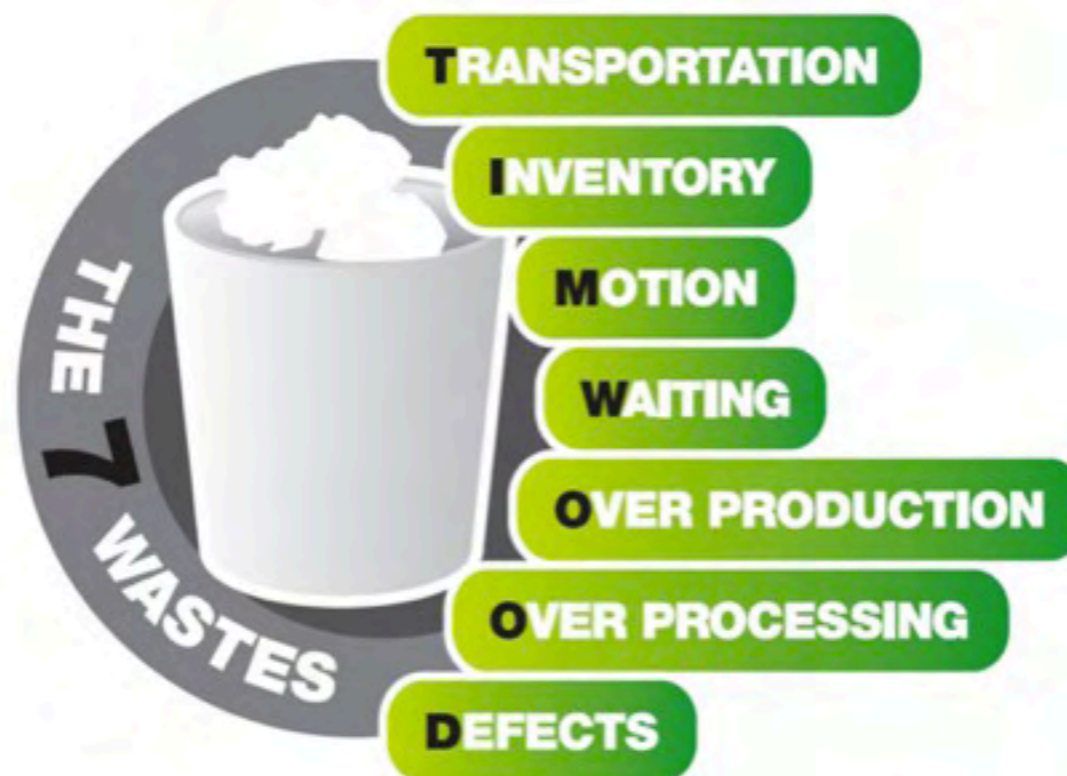 THE 7 WASTES
TRANSPORTATION
INVENTORY
MOTION
WAITING
OVER PRODUCTION
OVER PROCESSING
DEFECTS